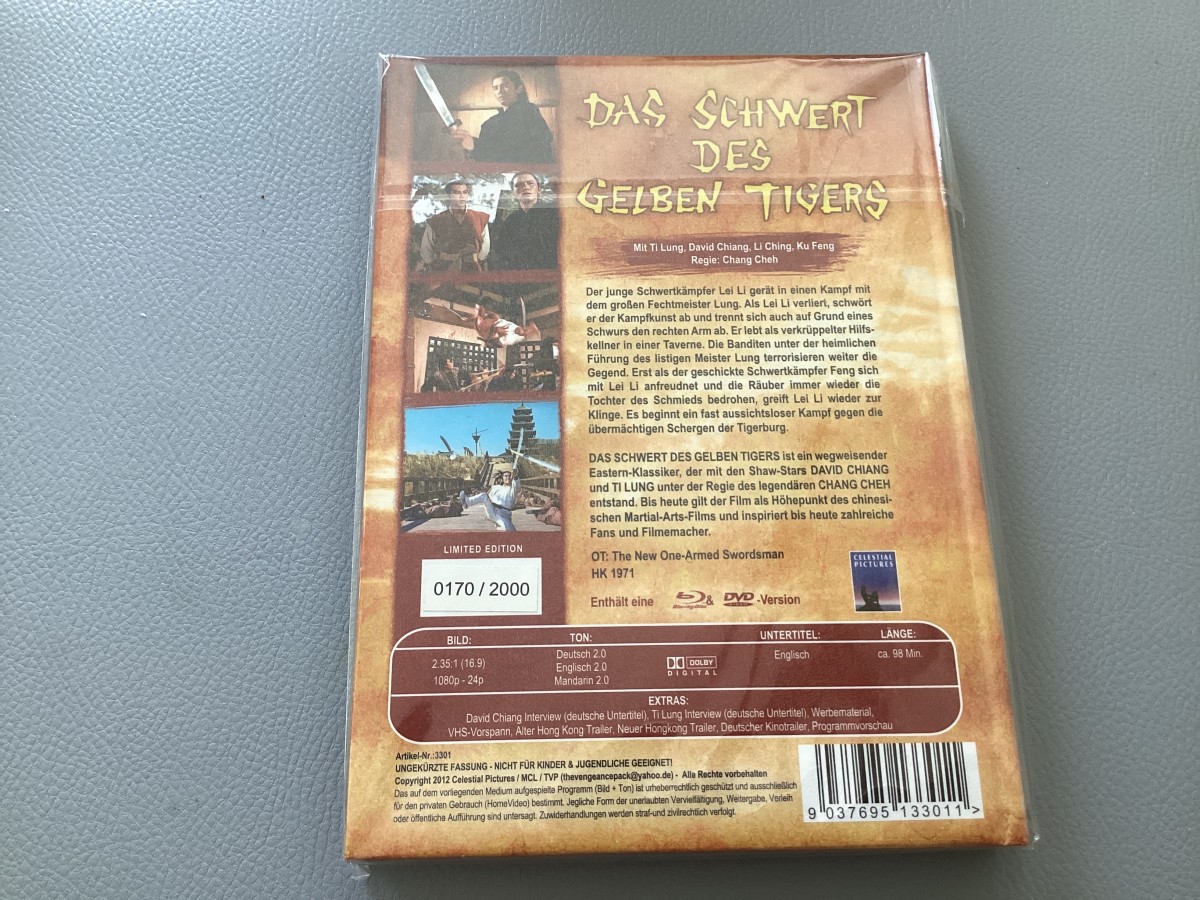 DAS SCHWERT
DES
GELBEN TIGERS
Mit Ti Lung, David Chiang, Li Ching, Ku Feng
Regie: Chang Cheh
Der junge Schwertkämpfer Lei Li gerät in einen Kampf mit
dem großen Fechtmeister Lung. Als Lei Li verliert, schwört
er der Kampfkunst ab und trennt sich auch auf Grund eines
Schwurs den rechten Arm ab. Er lebt als verkrüppelter Hilfs-
kellner in einer Taverne. Die Banditen unter der heimlichen
Führung des listigen Meister Lung terrorisieren weiter die
Gegend. Erst als der geschickte Schwertkämpfer Feng sich
mit Lei Li anfreudnet und die Räuber immer wieder die
Tochter des Schmieds bedrohen, greift Lei Li wieder zur
Klinge. Es beginnt ein fast aussichtsloser Kampf gegen die
übermächtigen Schergen der Tigerburg.
DAS SCHWERT DES GELBEN TIGERS ist ein wegweisender
Eastern-Klassiker, der mit den Shaw-Stars DAVID CHIANG
und TI LUNG unter der Regie des legendären CHANG CHEH
entstand. Bis heute gilt der Film als Höhepunkt des chinesi-
schen Martial-Arts-Films und inspiriert bis heute zahlreiche
Fans und Filmemacher.
OT: The New One-Armed Swordsman
HK 1971
Enthält eine Blu-ray Disc & DVD -Version
CELESTIAL
PICTURES
LIMITED EDITION
0170 / 2000
BILD:
2.35:1 (16.9)
1080p - 24p
TON:
Deutsch 2.0
Englisch 2.0
Mandarin 2.0
DOLBY
DIGITAL
UNTERTITEL:
Englisch
LÄNGE:
ca. 98 Min.
EXTRAS:
David Chiang Interview (deutsche Untertitel), Ti Lung Interview (deutsche Untertitel), Werbematerial,
VHS-Vorspann, Alter Hong Kong Trailer, Neuer Hongkong Trailer, Deutscher Kinotrailer, Programmvorschau
Artikel-Nr.:3301
UNGEKÜRZTE FASSUNG - NICHT FÜR KINDER & JUGENDLICHE GEEIGNET!
Copyright 2012 Celestial Pictures / MCL / TVP (thevengeancepack@yahoo.de) - Alle Rechte vorbehalten
Das auf dem vorliegenden Medium aufgespielte Programm (Bild + Ton) ist urheberrechtlich geschützt und ausschließlich
für den privaten Gebrauch (HomeVideo) bestimmt. Jegliche Form der unerlaubten Vervielfältigung, Weitergabe, Verleih
oder öffentliche Aufführung sind untersagt. Zuwiderhandlungen werden straf-und zivilrechtlich verfolgt.
9 037695 133011 >